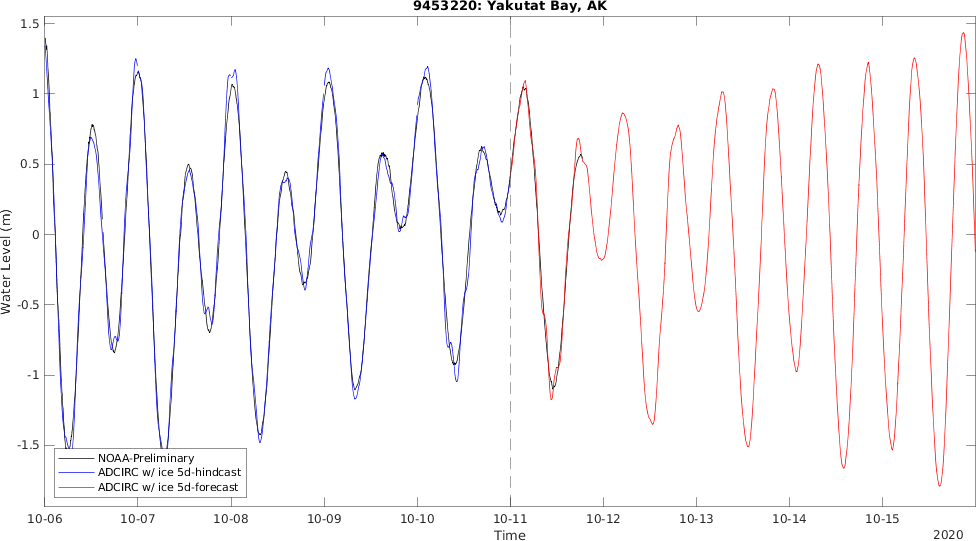 9453220: Yakutat Bay, AK
Water Level (m)
1.5
1
0.5
0
-0.5
-1
-1.5
NOAA-Preliminary
ADCIRC w/ ice 5d-hindcast
ADCIRC w/ ice 5d-forecast
10-06 10-07 10-08 10-09 10-10 10-11 10-12 10-13 10-14 10-15
Time
2020